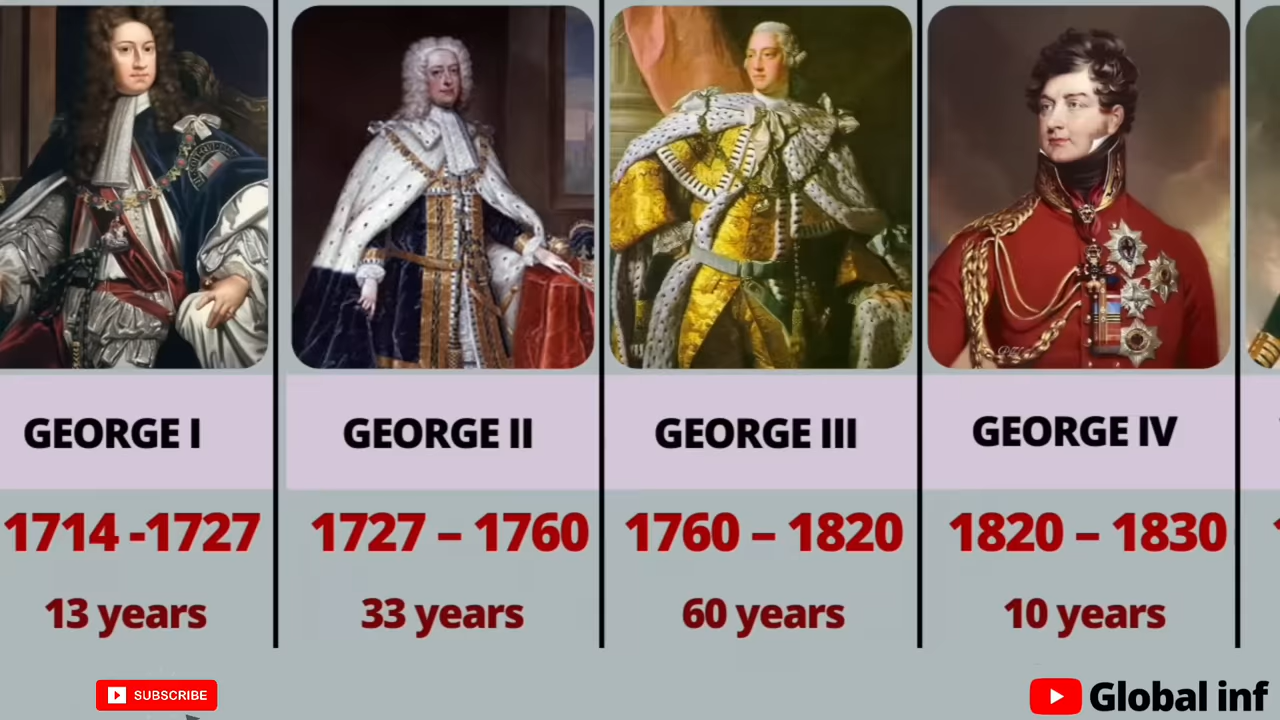 GEORGE I
1714 -1727
13 years
GEORGE II
1727 – 1760
33 years
GEORGE III
1760 – 1820
60 years
GEORGE IV
1820 – 1830
10 years
SUBSCRIBE
Global inf